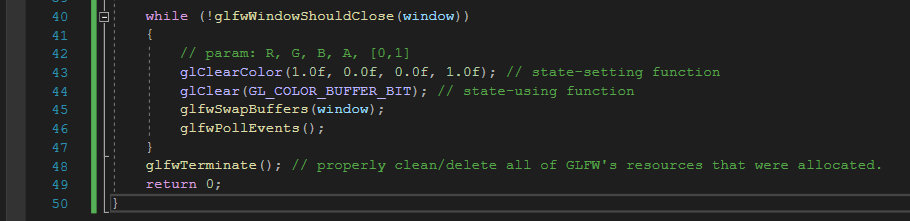 40 while (!glfwWindowShouldClose(window))
41 {
42 // param: R, G, B, A, [0,1]
43 glClearColor(1.0f, 0.0f, 0.0f, 1.0f); // state-setting function
44 glClear(GL_COLOR_BUFFER_BIT); // state-using function
45 glfwSwapBuffers(window);
46 glfwPollEvents();
47 }
48 glfwTerminate(); // properly clean/delete all of GLFW's resources that were allocated.
49 return 0;
50 }